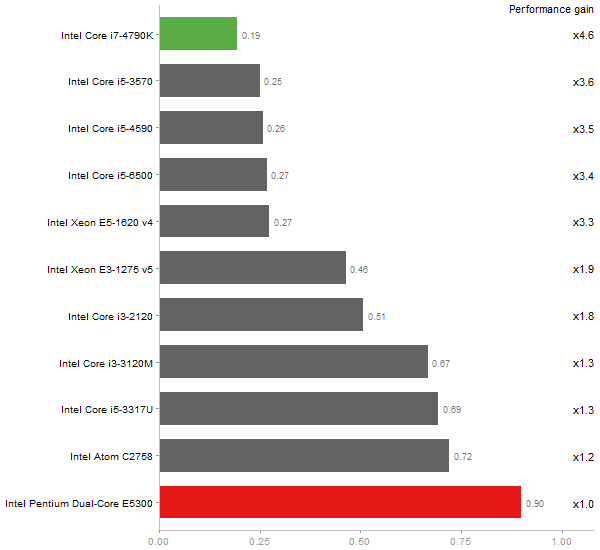 Performance gain
Intel Core i7-4790K 0.19 x4.6
Intel Core i5-3570 0.25 x3.6
Intel Core i5-4590 0.26 x3.5
Intel Core i5-6500 0.27 x3.4
Intel Xeon E5-1620 v4 0.27 x3.3
Intel Xeon E3-1275 v5 0.46 x1.9
Intel Core i3-2120 0.51 x1.8
Intel Core i3-3120M 0.67 x1.3
Intel Core i5-3317U 0.69 x1.3
Intel Atom C2758 0.72 x1.2
Intel Pentium Dual-Core E5300 0.90 x1.0
0.00 0.25 0.50 0.75 1.00